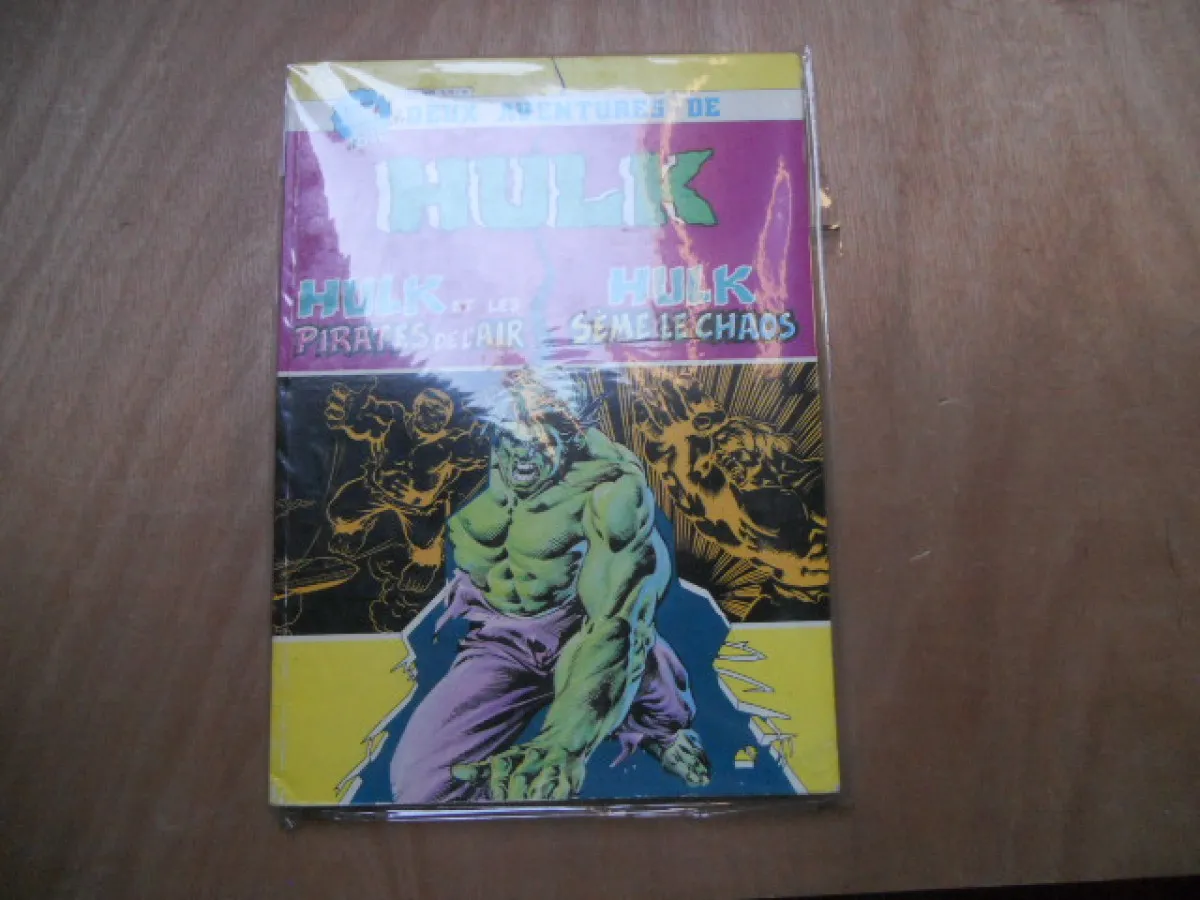 DEUX AVENTURES DE
HULK
HULK ET LES
PIRATES DE L'AIR
HULK
SÈME LE CHAOS